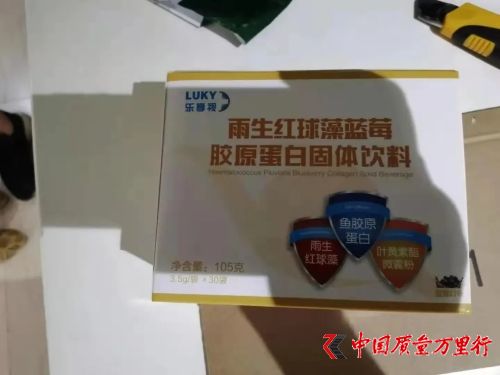 LUKY
乐享视
雨生红球藻蓝莓
胶原蛋白固体饮料
Haematococcus Pluvialis Blueberry Collagen Solid Beverage
雨生
红球藻
鱼胶原
蛋白
叶黄素酯
微囊粉
净含量：105克
3.5g/袋×30袋
中国质量万里行